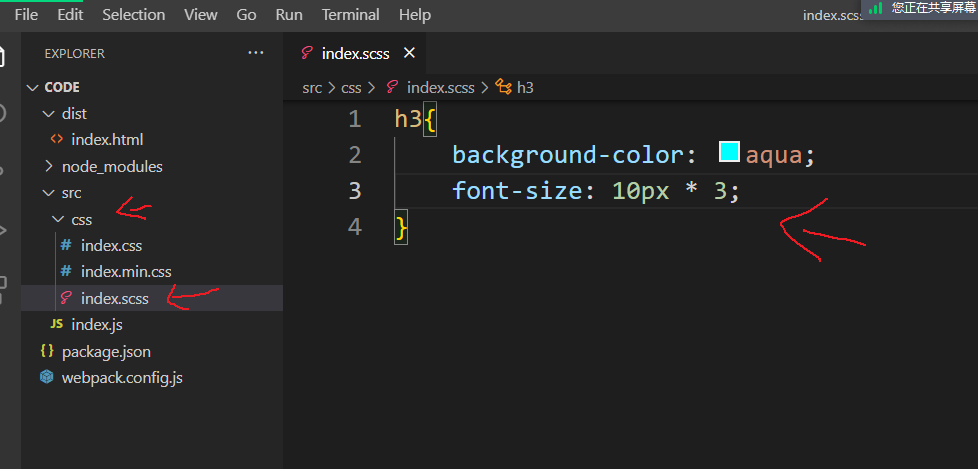 File Edit Selection View Go Run Terminal Help
index.scss
您正在共享屏幕
EXPLORER
CODE
dist
index.html
node_modules
src
css
index.css
index.min.css
index.scss
JS index.js
package.json
webpack.config.js
index.scss
src > css > index.scss > h3
1 h3{
2 background-color: aqua;
3 font-size: 10px * 3;
4 }